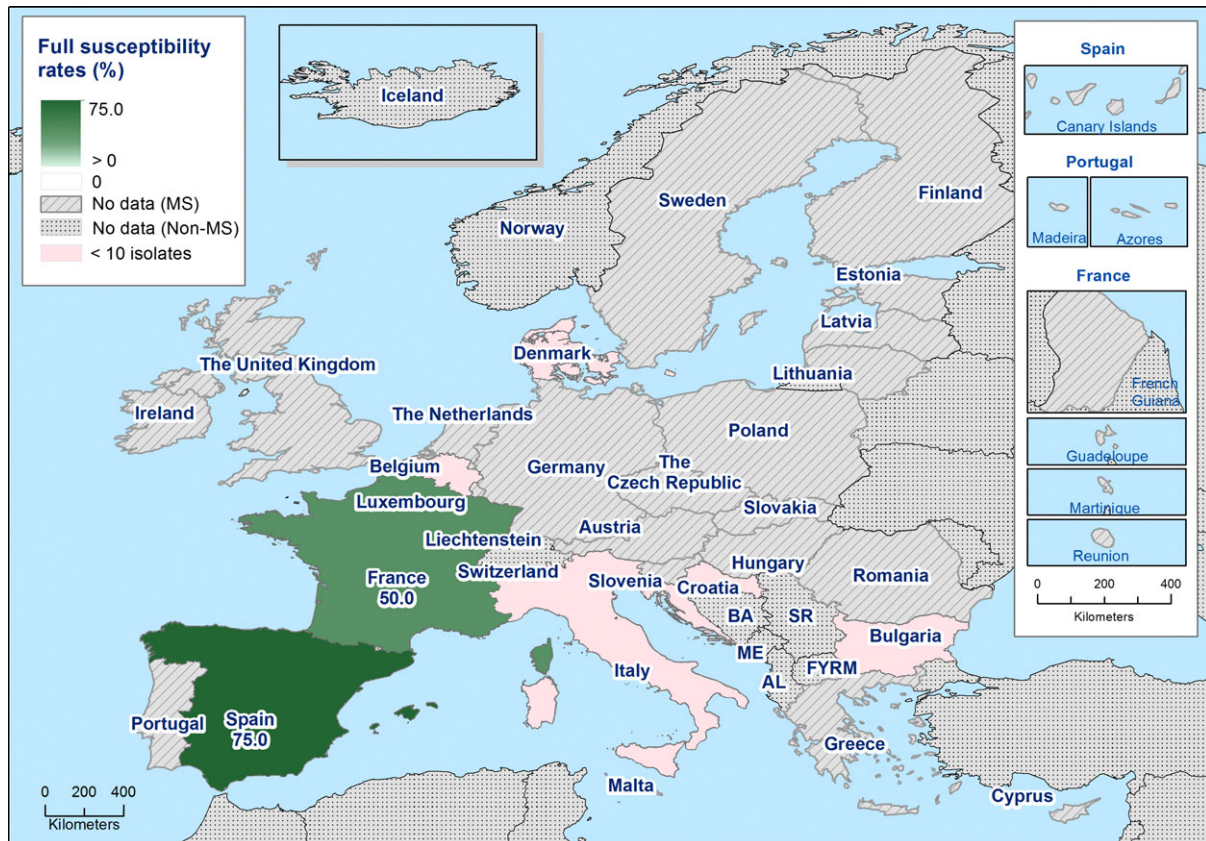 Full susceptibility
rates (%)
75.0
> 0
0
No data (MS)
No data (Non-MS)
< 10 isolates
Iceland
Norway
Sweden
Finland
Estonia
Latvia
Lithuania
Denmark
The United Kingdom
Ireland
The Netherlands
Poland
Belgium
Germany
The
Czech Republic
Luxembourg
Slovakia
Austria
Liechtenstein
Switzerland
Hungary
Slovenia
Romania
France
50.0
Croatia
BA
SR
Bulgaria
ME
FYRM
AL
Italy
Portugal
Spain
75.0
Greece
Malta
Cyprus
0 200 400
Kilometers
Spain
Canary Islands
Portugal
Madeira
Azores
France
French
Guiana
Guadeloupe
Martinique
Reunion
0 200 400
Kilometers